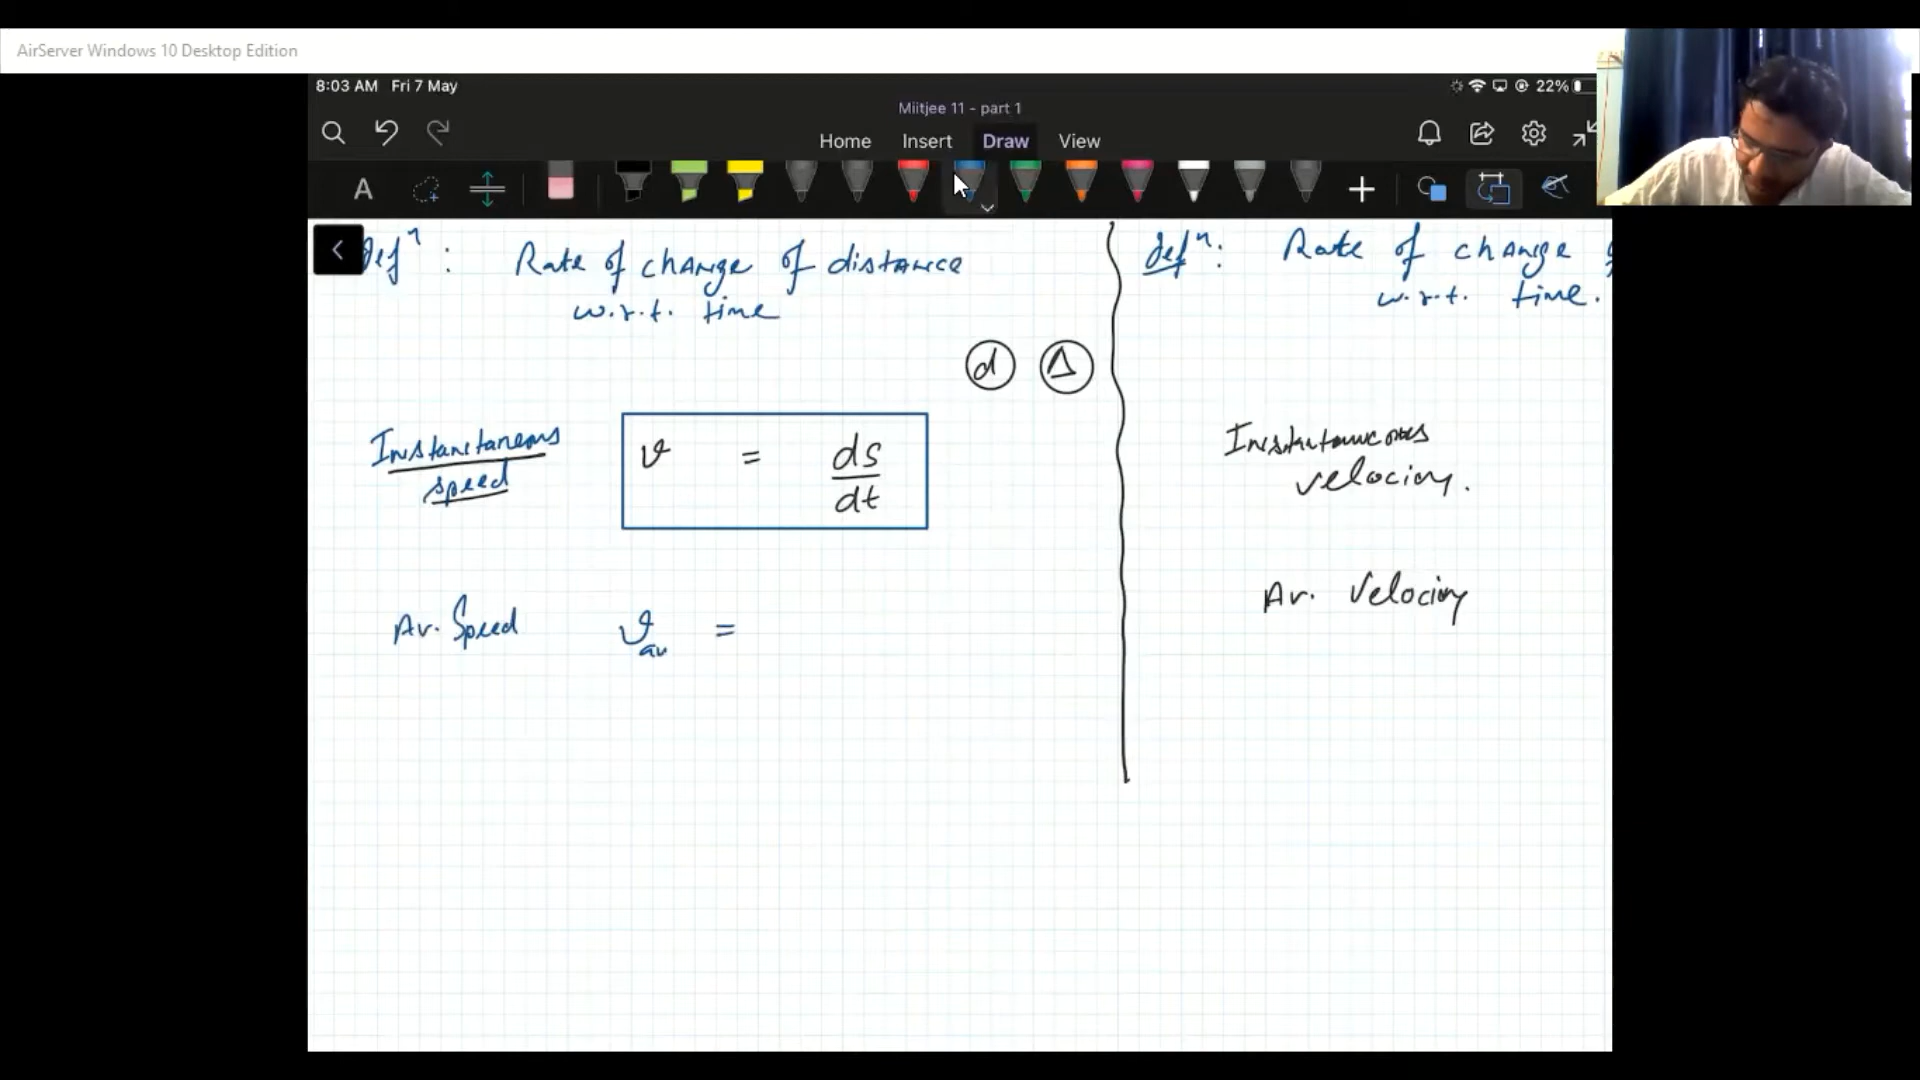 AirServer Windows 10 Desktop Edition
8:03 AM Fri 7 May
22%
Miitjee 11 - part 1
Home Insert Draw View
A
defⁿ : Rate of change of distance
w.r.t. time
d Δ
Instantaneous
speed
v = ds/dt
Av. Speed v_av =
defⁿ: Rate of change
w.r.t. time.
Instantaneous
velocity.
Av. Velocity